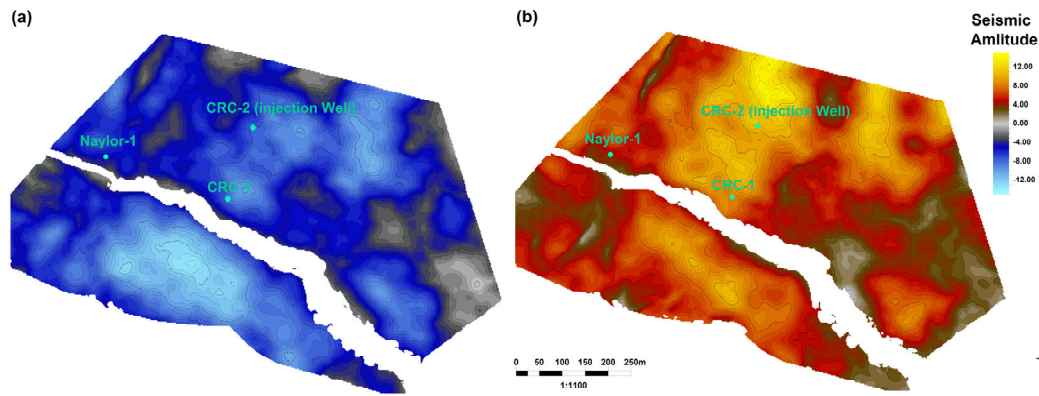 (a)
CRC-2 (Injection Well)
Naylor-1
(b)
CRC-2 (Injection Well)
Naylor-1
CRC-1
Seismic
Amlitude
12.00
8.00
4.00
0.00
-4.00
-8.00
-12.00
0 50 100 150 200 250m
1:1100